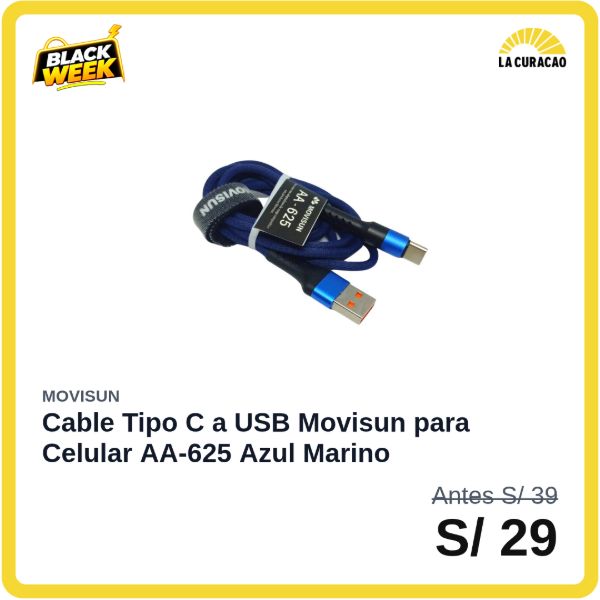 BLACK
WEEK
LA CURACAO
MOVISUN
MOVISUN
AA. 625
MOVISUN
Cable Tipo C a USB Movisun para
Celular AA-625 Azul Marino
Antes S/ 39
S/ 29